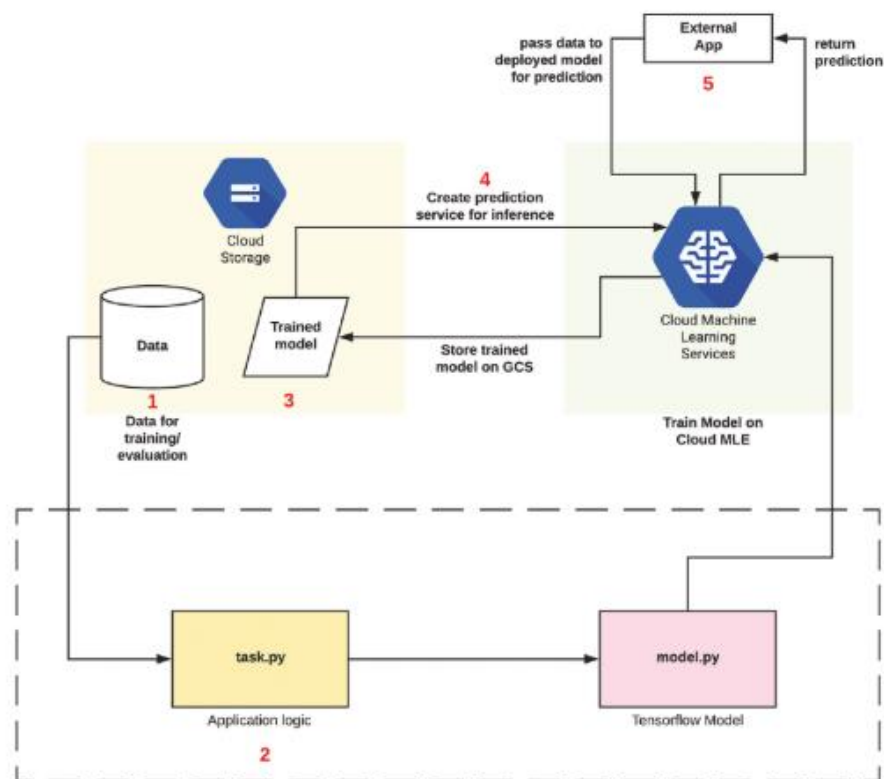 External
App
5
pass data to
deployed model
for prediction
return
prediction
Cloud
Storage
4
Create prediction
service for inference
Data
Trained
model
Store trained
model on GCS
Cloud Machine
Learning
Services
1
Data for
training/
evaluation
3
Train Model on
Cloud MLE
task.py
Application logic
2
model.py
Tensorflow Model